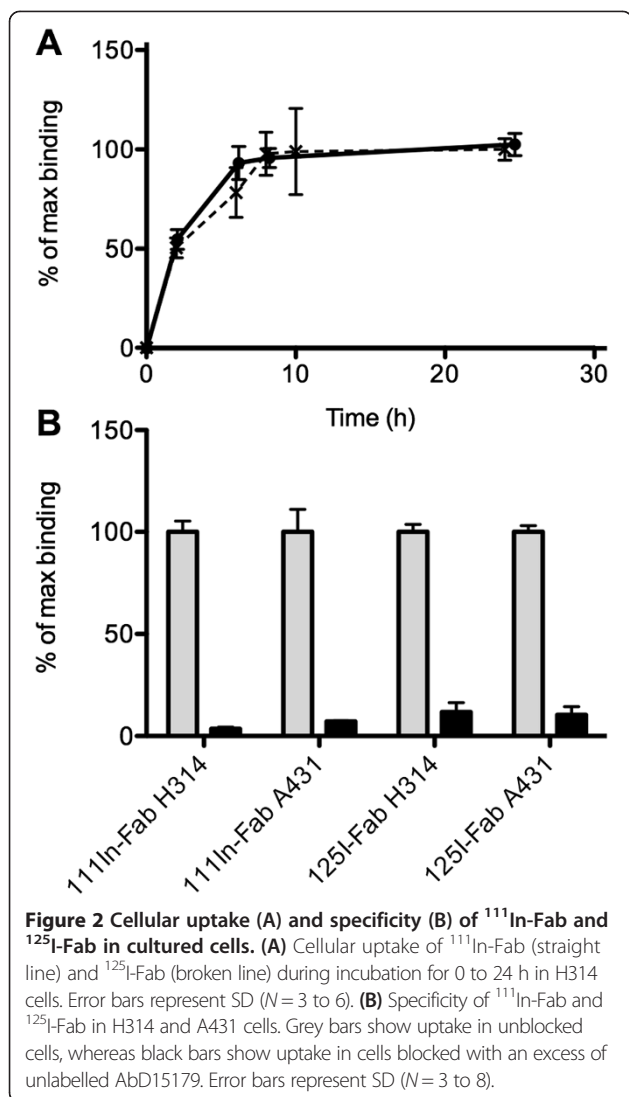 A
150
100
50
0
% of max binding
0
10
20
30
Time (h)
B
150
100
50
0
% of max binding
111In-Fab H314
111In-Fab A431
125I-Fab H314
125I-Fab A431
Figure 2 Cellular uptake (A) and specificity (B) of ¹¹¹In-Fab and
¹²⁵I-Fab in cultured cells. (A) Cellular uptake of ¹¹¹In-Fab (straight
line) and ¹²⁵I-Fab (broken line) during incubation for 0 to 24 h in H314
cells. Error bars represent SD (N = 3 to 6). (B) Specificity of ¹¹¹In-Fab and
¹²⁵I-Fab in H314 and A431 cells. Grey bars show uptake in unblocked
cells, whereas black bars show uptake in cells blocked with an excess of
unlabelled AbD15179. Error bars represent SD (N = 3 to 8).